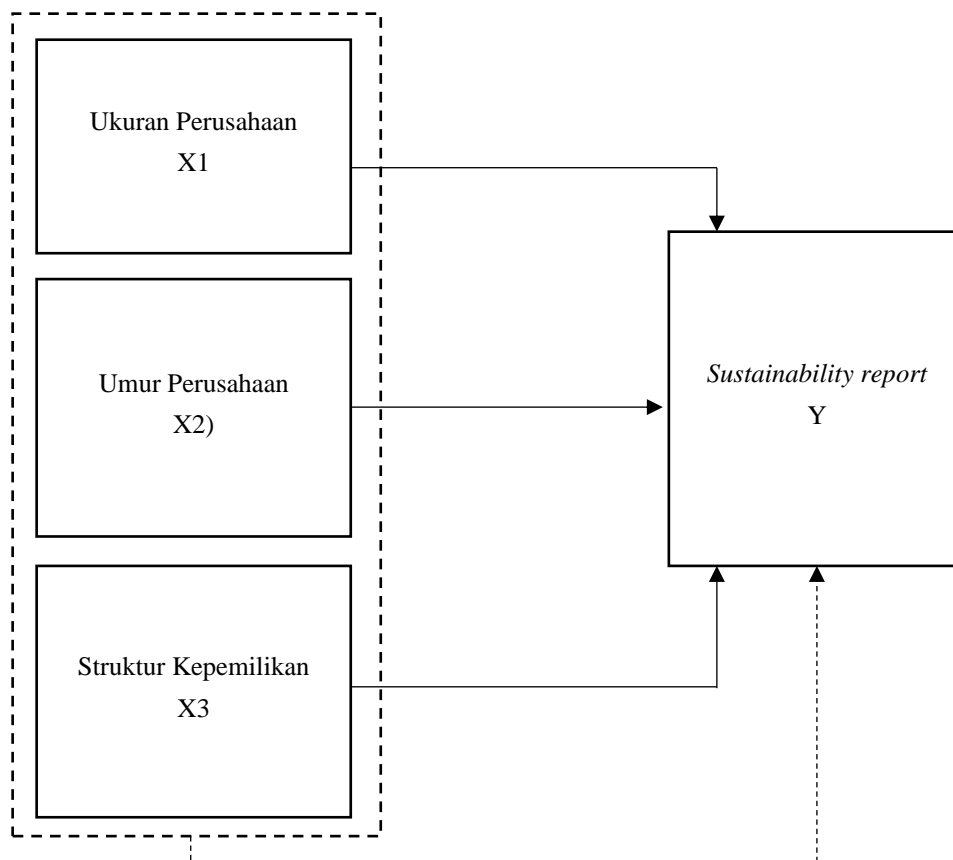 Ukuran Perusahaan
X1
Umur Perusahaan
X2)
Struktur Kepemilikan
X3
Sustainability report
Y